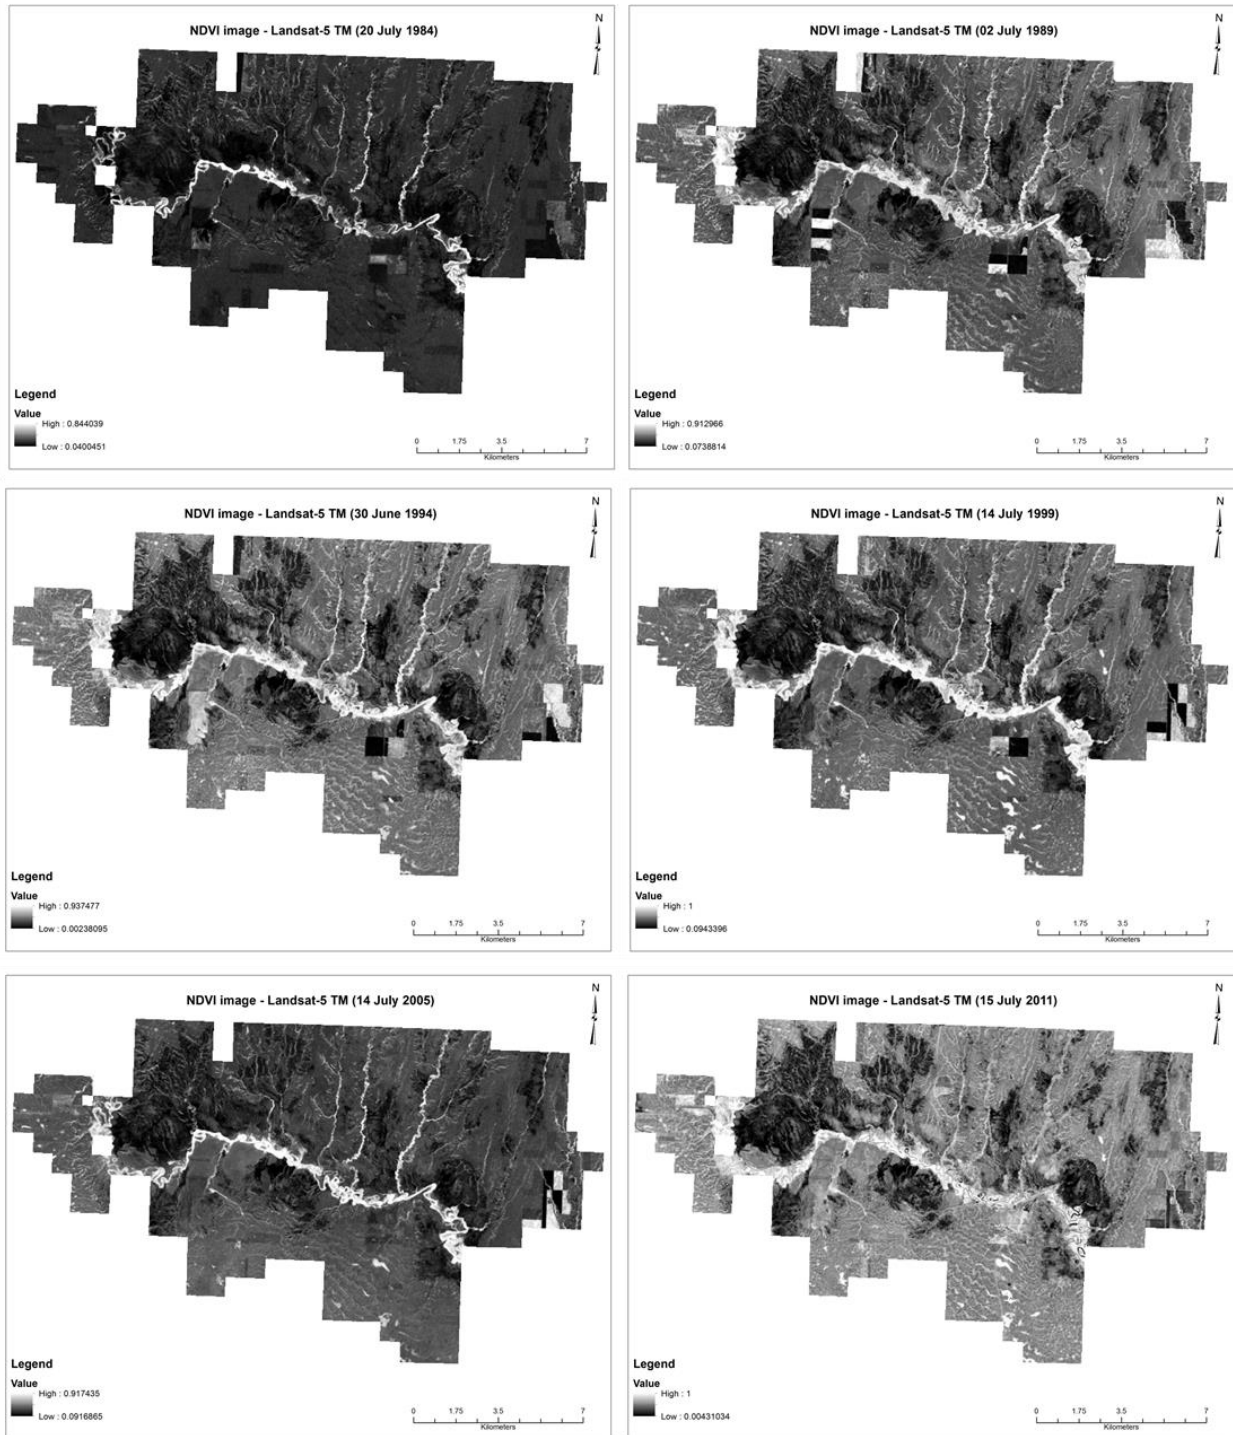 N
NDVI image - Landsat-5 TM (20 July 1984)
Legend
Value
High : 0.844039
Low : 0.0400451
0 1.75 3.5 7
Kilometers
N
NDVI image - Landsat-5 TM (02 July 1989)
Legend
Value
High : 0.912966
Low : 0.0738814
0 1.75 3.5 7
Kilometers
N
NDVI image - Landsat-5 TM (30 June 1994)
Legend
Value
High : 0.937477
Low : 0.00238095
0 1.75 3.5 7
Kilometers
N
NDVI image - Landsat-5 TM (14 July 1999)
Legend
Value
High : 1
Low : 0.0943396
0 1.75 3.5 7
Kilometers
N
NDVI image - Landsat-5 TM (14 July 2005)
Legend
Value
High : 0.917435
Low : 0.0916865
0 1.75 3.5 7
Kilometers
N
NDVI image - Landsat-5 TM (15 July 2011)
Legend
Value
High : 1
Low : 0.00431034
0 1.75 3.5 7
Kilometers